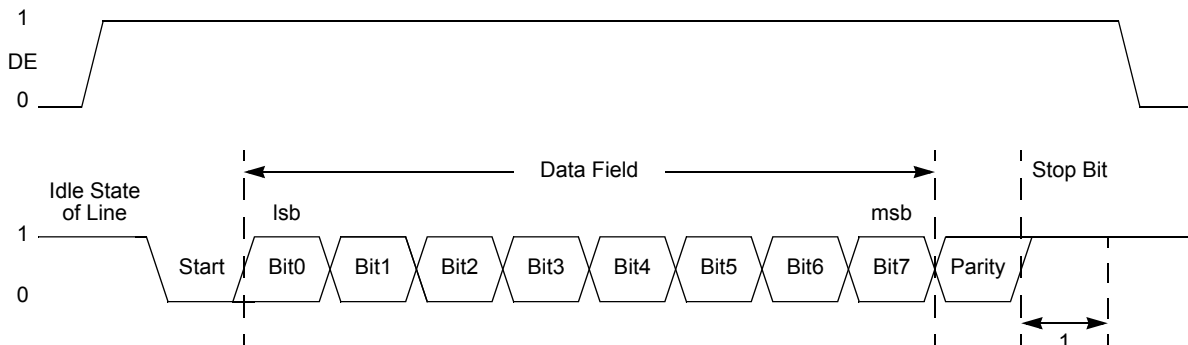 1
DE
0
Data Field
Stop Bit
Idle State
of Line
lsb
msb
1
Start
Bit0
Bit1
Bit2
Bit3
Bit4
Bit5
Bit6
Bit7
Parity
0
1